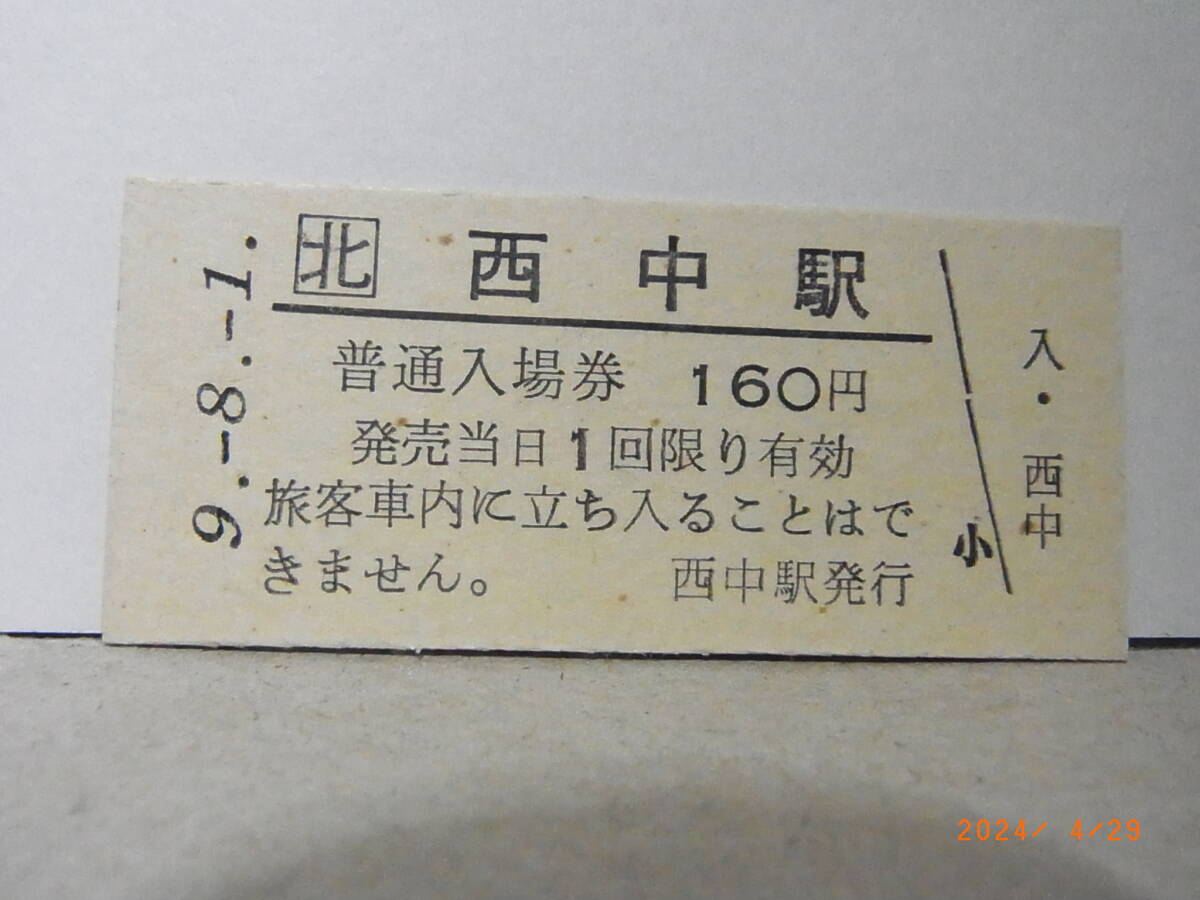 9.-8.-1.
北 西中駅
普通入場券 160円
発売当日1回限り有効
旅客車内に立ち入ることはで
きません。 西中駅発行
小
入・西中
2024/ 4/29